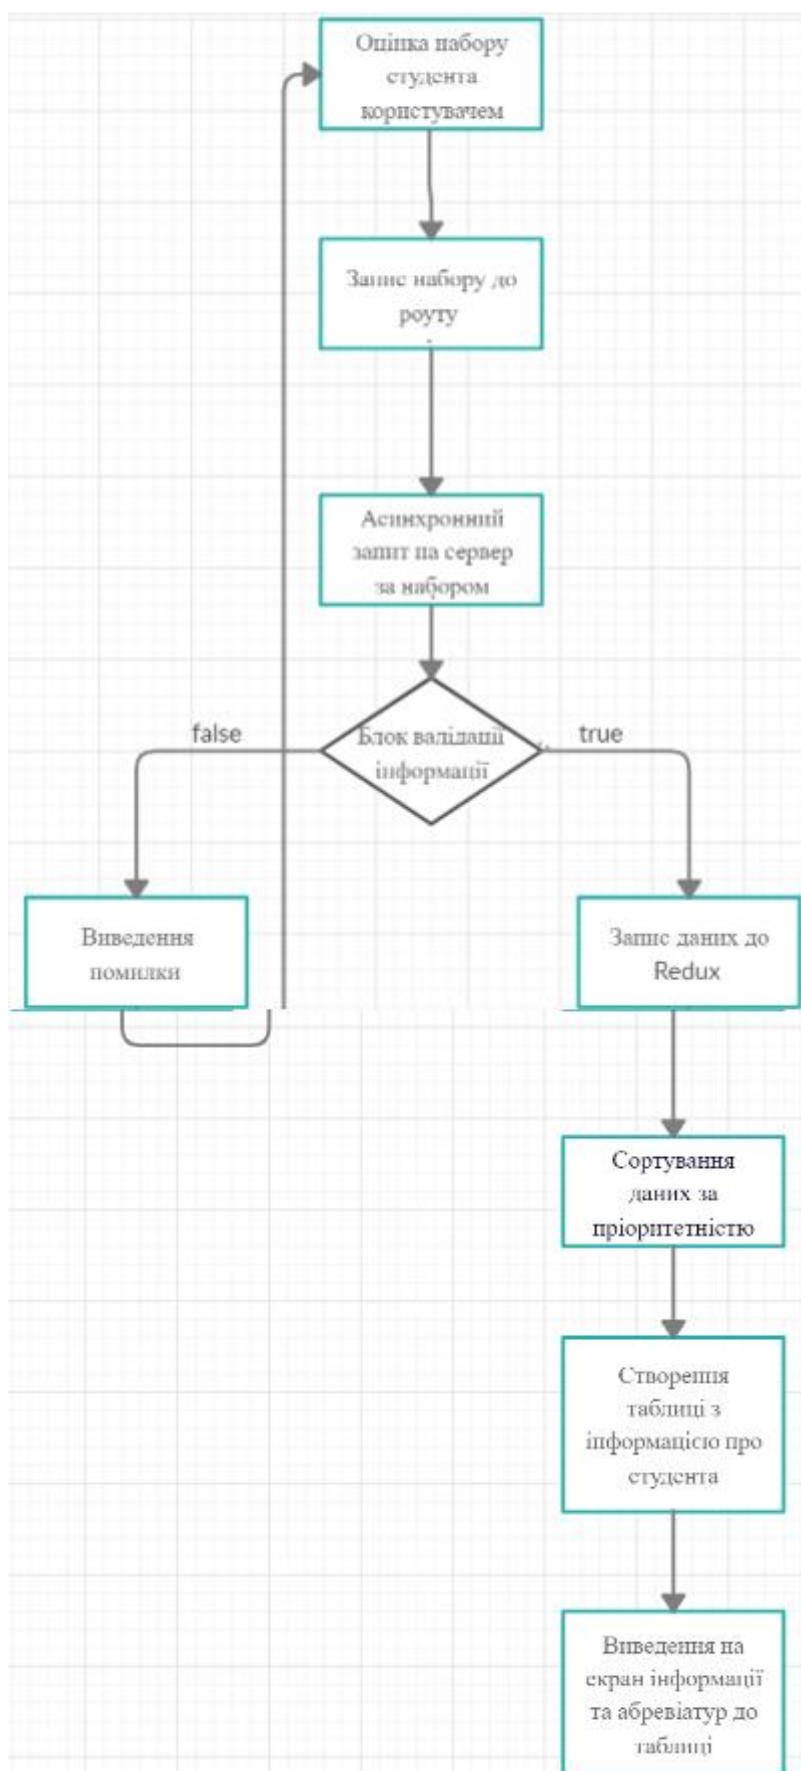 Оцінка набору
студента
користувачем
Запис набору до
роуту
Асинхронний
запит на сервер
за набором
false
Блок валідації
інформації
true
Виведення
помилки
Запис даних до
Redux
Сортування
даних за
пріоритетністю
Створення
таблиці з
інформацією про
студента
Виведення на
екран інформації
та абревіатур до
таблиці